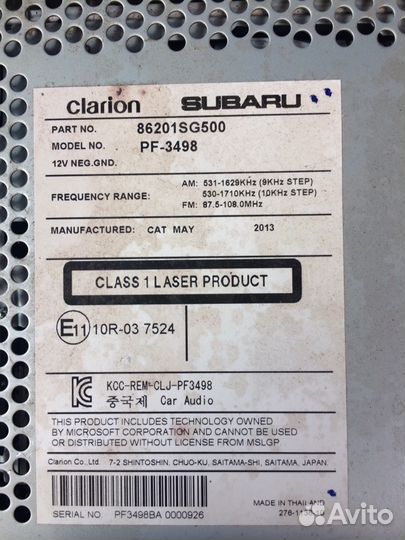 clarion SUBARU
PART NO. 86201SG500
MODEL NO. PF-3498
12V NEG.GND.
AM: 531-1629KHz (9KHz STEP)
FREQUENCY RANGE: 530-1710KHz (10KHz STEP)
FM: 87.5-108.0MHz
MANUFACTURED: CAT MAY 2013
CLASS 1 LASER PRODUCT
E11 10R-03 7524
KCC-REM-CLJ-PF3498
중국제 Car Audio
THIS PRODUCT INCLUDES TECHNOLOGY OWNED
BY MICROSOFT CORPORATION AND CANNOT BE USED
OR DISTRIBUTED WITHOUT LICENSE FROM MSLGP
Clarion Co., Ltd. 7-2 SHINTOSHIN, CHUO-KU, SAITAMA-SHI, SAITAMA, JAPAN.
MADE IN THAILAND
SERIAL NO. PF3498BA 0000926
Avito